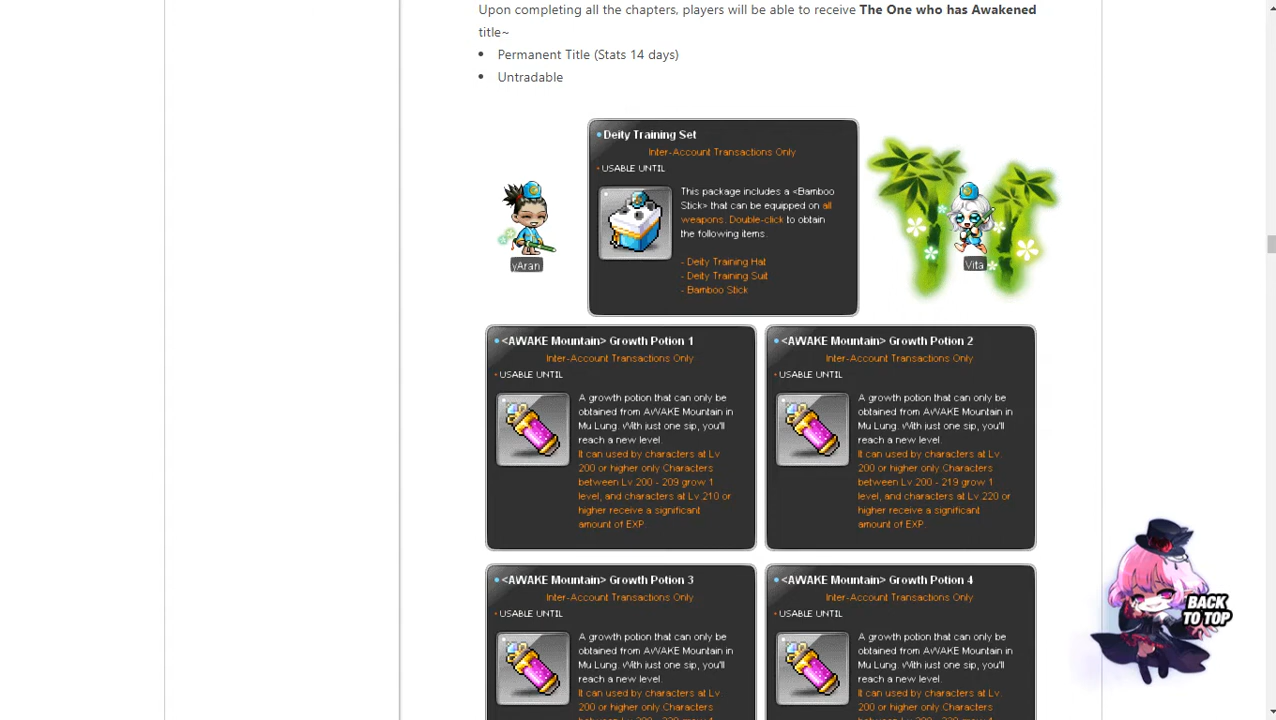 Upon completing all the chapters, players will be able to receive The One who has Awakened
title~
• Permanent Title (Stats 14 days)
• Untradable
Deity Training Set
Inter-Account Transactions Only
• USABLE UNTIL
This package includes a <Bamboo
Stick> that can be equipped on all
weapons. Double-click to obtain
the following items.
- Deity Training Hat
- Deity Training Suit
- Bamboo Stick
yAran
Vita
<AWAKE Mountain> Growth Potion 1
Inter-Account Transactions Only
• USABLE UNTIL
A growth potion that can only be
obtained from AWAKE Mountain in
Mu Lung. With just one sip, you'll
reach a new level.
It can used by characters at Lv
200 or higher only.Characters
between Lv.200 - 209 grow 1
level, and characters at Lv.210 or
higher receive a significant
amount of EXP.
<AWAKE Mountain> Growth Potion 2
Inter-Account Transactions Only
• USABLE UNTIL
A growth potion that can only be
obtained from AWAKE Mountain in
Mu Lung. With just one sip, you'll
reach a new level.
It can used by characters at Lv.
200 or higher only.Characters
between Lv.200 - 219 grow 1
level, and characters at Lv.220 or
higher receive a significant
amount of EXP.
<AWAKE Mountain> Growth Potion 3
Inter-Account Transactions Only
• USABLE UNTIL
A growth potion that can only be
obtained from AWAKE Mountain in
Mu Lung. With just one sip, you'll
reach a new level.
It can used by characters at Lv
200 or higher only.Characters
<AWAKE Mountain> Growth Potion 4
Inter-Account Transactions Only
• USABLE UNTIL
A growth potion that can only be
obtained from AWAKE Mountain in
Mu Lung. With just one sip, you'll
reach a new level.
It can used by characters at Lv.
200 or higher only.Characters
BACK
TO TOP